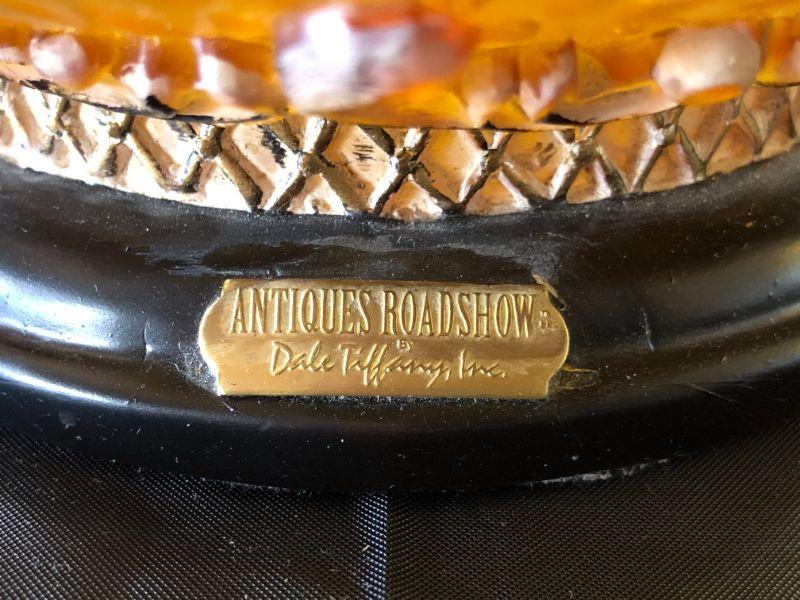 ANTIQUES ROADSHOW
BY
Dale Tiffany, Inc.